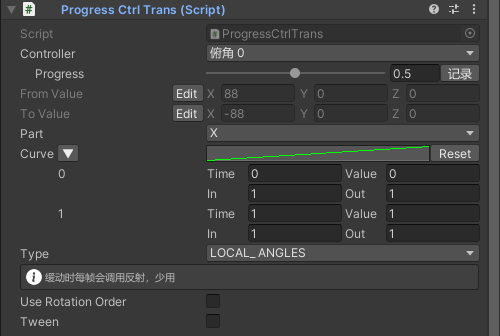 Progress Ctrl Trans (Script)
Script ProgressCtrlTrans
Controller 俯角 0
Progress 0.5 记录
From Value Edit X 88 Y 0 Z 0
To Value Edit X -88 Y 0 Z 0
Part X
Curve Reset
0 Time 0 Value 0
In 1 Out 1
1 Time 1 Value 1
In 1 Out 1
Type LOCAL_ANGLES
缓动时每帧会调用反射，少用
Use Rotation Order
Tween